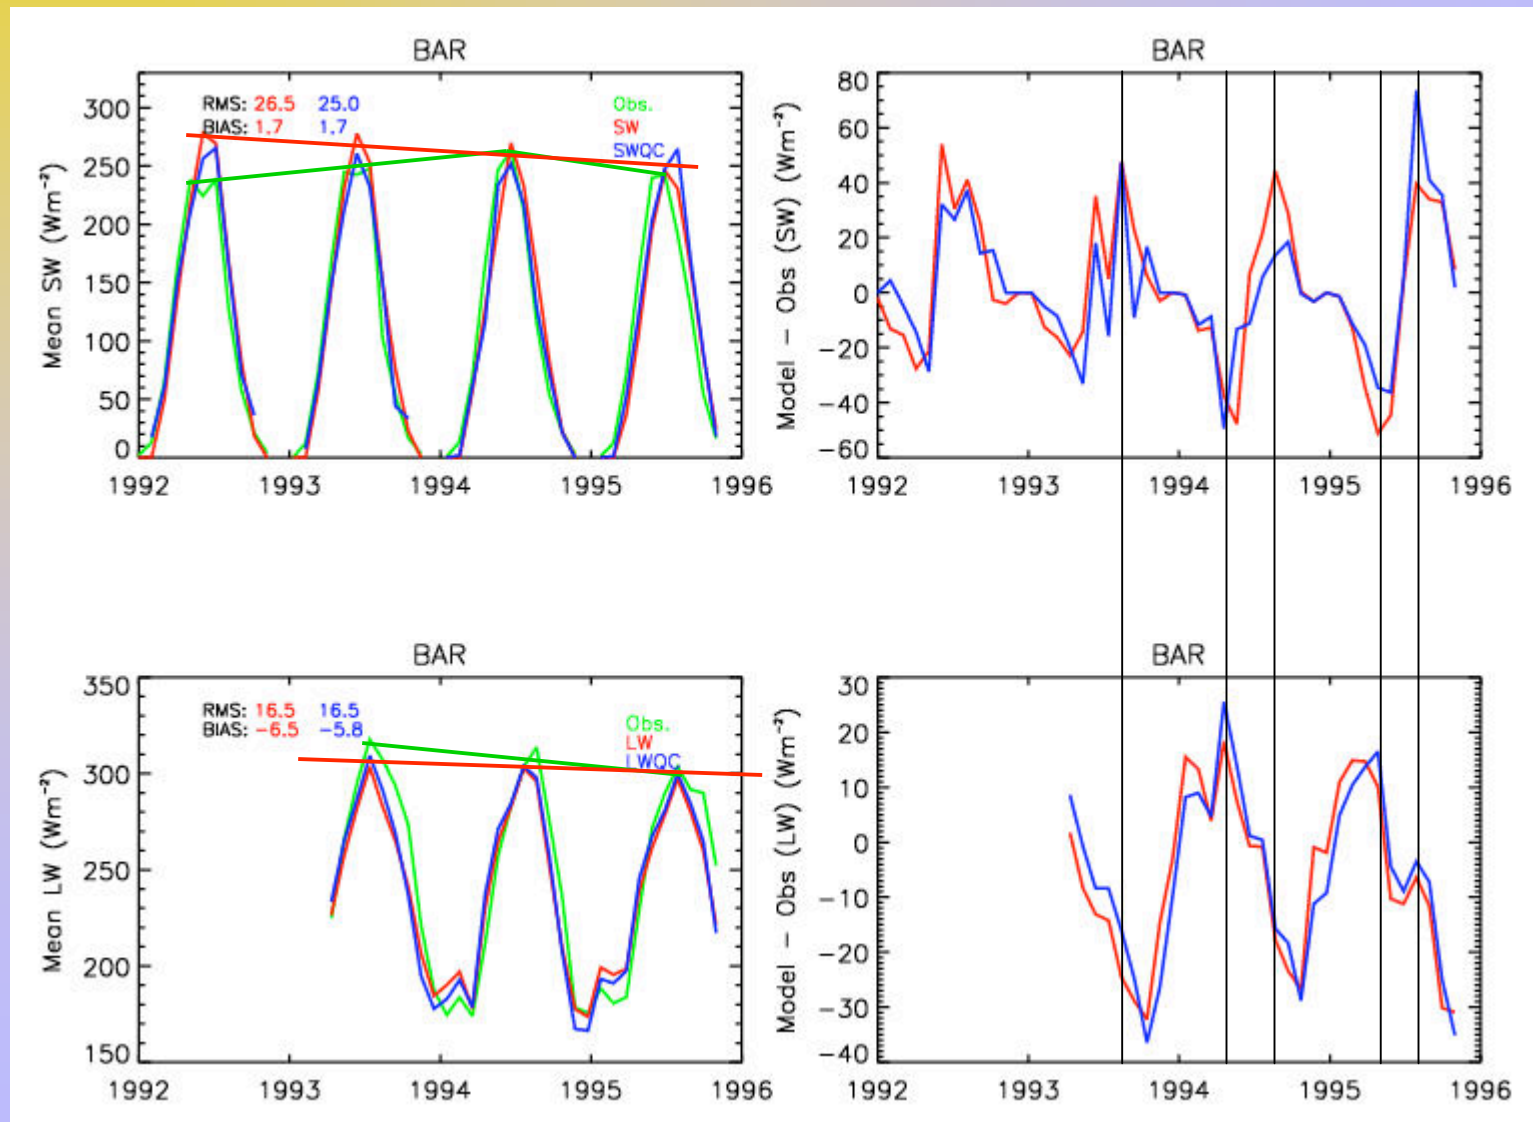 BAR
300
250
200
150
100
50
0
Mean SW (Wm⁻²)
RMS: 26.5 25.0
BIAS: 1.7 1.7
Obs.
SW
SWQC
1992 1993 1994 1995 1996
BAR
80
60
40
20
0
−20
−40
−60
Model − Obs (SW) (Wm⁻²)
1992 1993 1994 1995 1996
BAR
350
300
250
200
150
Mean LW (Wm⁻²)
RMS: 16.5 16.5
BIAS: −6.5 −5.8
Obs.
LW
LWQC
1992 1993 1994 1995 1996
BAR
30
20
10
0
−10
−20
−30
−40
Model − Obs (LW) (Wm⁻²)
1992 1993 1994 1995 1996